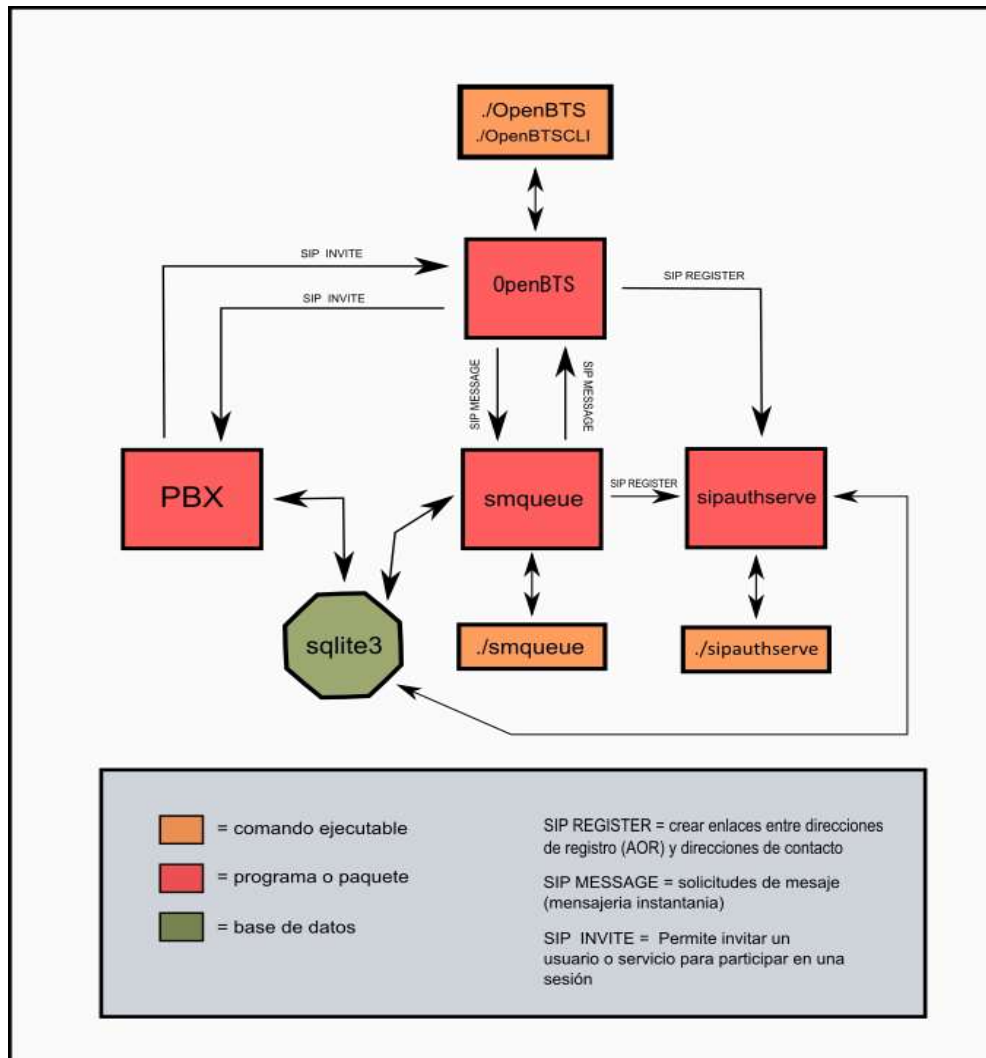 ./OpenBTS
./OpenBTSCLI
SIP INVITE
OpenBTS
SIP REGISTER
SIP INVITE
SIP MESSAGE
SIP MESSAGE
PBX
smqueue
SIP REGISTER
sipauthserve
sqlite3
./smqueue
./sipauthserve
= comando ejecutable
= programa o paquete
= base de datos
SIP REGISTER = crear enlaces entre direcciones
de registro (AOR) y direcciones de contacto
SIP MESSAGE = solicitudes de mesaje
(mensajeria instantania)
SIP INVITE = Permite invitar un
usuario o servicio para participar en una
sesión